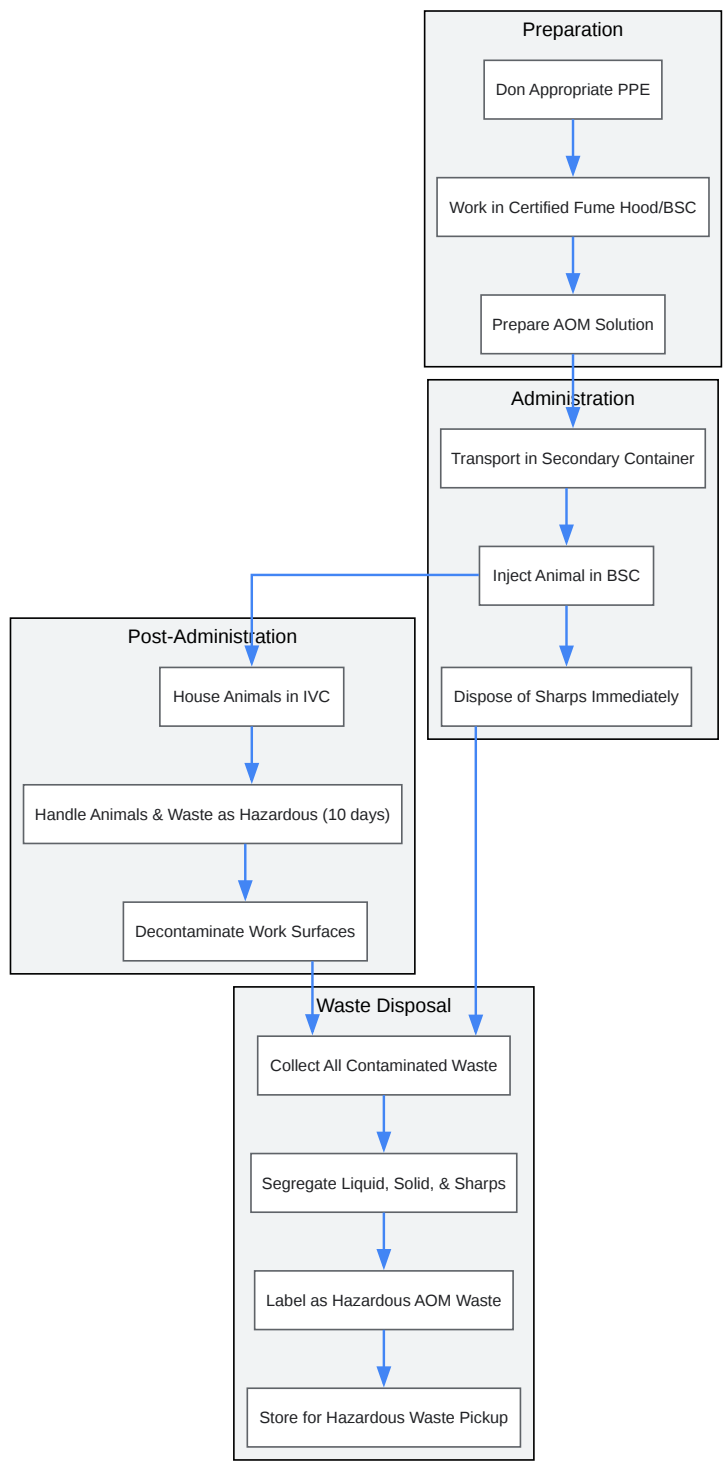 Preparation
Don Appropriate PPE
Work in Certified Fume Hood/BSC
Prepare AOM Solution
Administration
Transport in Secondary Container
Inject Animal in BSC
Dispose of Sharps Immediately
Post-Administration
House Animals in IVC
Handle Animals & Waste as Hazardous (10 days)
Decontaminate Work Surfaces
Waste Disposal
Collect All Contaminated Waste
Segregate Liquid, Solid, & Sharps
Label as Hazardous AOM Waste
Store for Hazardous Waste Pickup